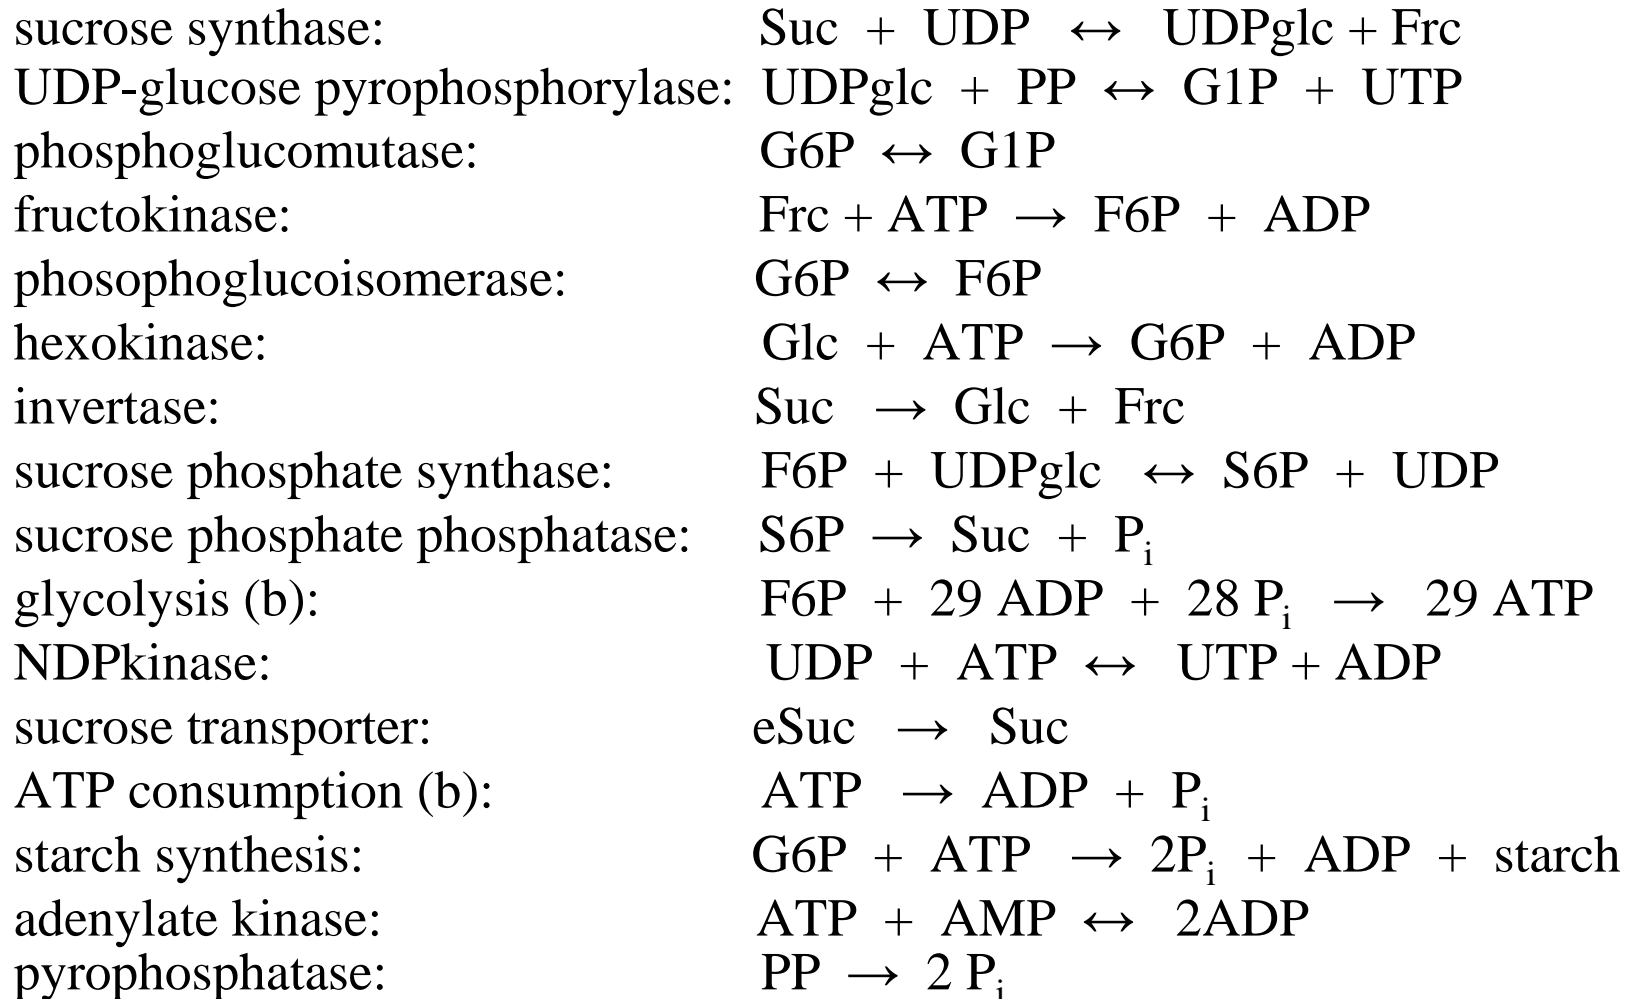 sucrose synthase: Suc + UDP ↔ UDPglc + Frc
UDP-glucose pyrophosphorylase: UDPglc + PP ↔ G1P + UTP
phosphoglucomutase: G6P ↔ G1P
fructokinase: Frc + ATP → F6P + ADP
phosophoglucoisomerase: G6P ↔ F6P
hexokinase: Glc + ATP → G6P + ADP
invertase: Suc → Glc + Frc
sucrose phosphate synthase: F6P + UDPglc ↔ S6P + UDP
sucrose phosphate phosphatase: S6P → Suc + Pi
glycolysis (b): F6P + 29 ADP + 28 Pi → 29 ATP
NDPkinase: UDP + ATP ↔ UTP + ADP
sucrose transporter: eSuc → Suc
ATP consumption (b): ATP → ADP + Pi
starch synthesis: G6P + ATP → 2Pi + ADP + starch
adenylate kinase: ATP + AMP ↔ 2ADP
pyrophosphatase: PP → 2 Pi